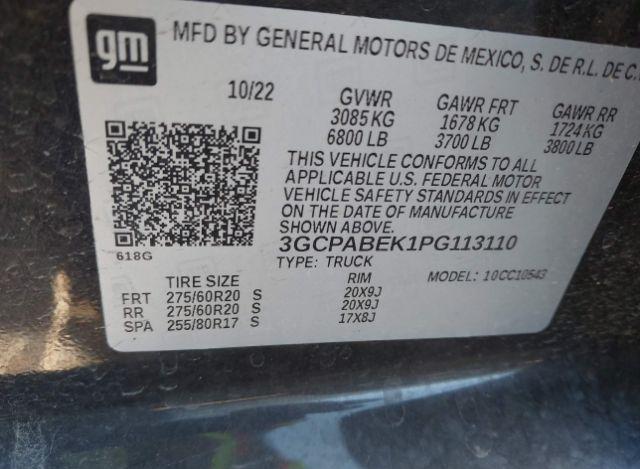 gm
MFD BY GENERAL MOTORS DE MEXICO, S. DE R.L. DE C.
10/22 GVWR GAWR FRT GAWR RR
3085 KG 1678 KG 1724 KG
6800 LB 3700 LB 3800 LB
THIS VEHICLE CONFORMS TO ALL
APPLICABLE U.S. FEDERAL MOTOR
VEHICLE SAFETY STANDARDS IN EFFECT
ON THE DATE OF MANUFACTURE
SHOWN ABOVE.
618G
3GCPABEK1PG113110
TYPE: TRUCK MODEL: 10CC10543
TIRE SIZE RIM
FRT 275/60R20 S 20X9J
RR 275/60R20 S 20X9J
SPA 255/80R17 S 17X8J